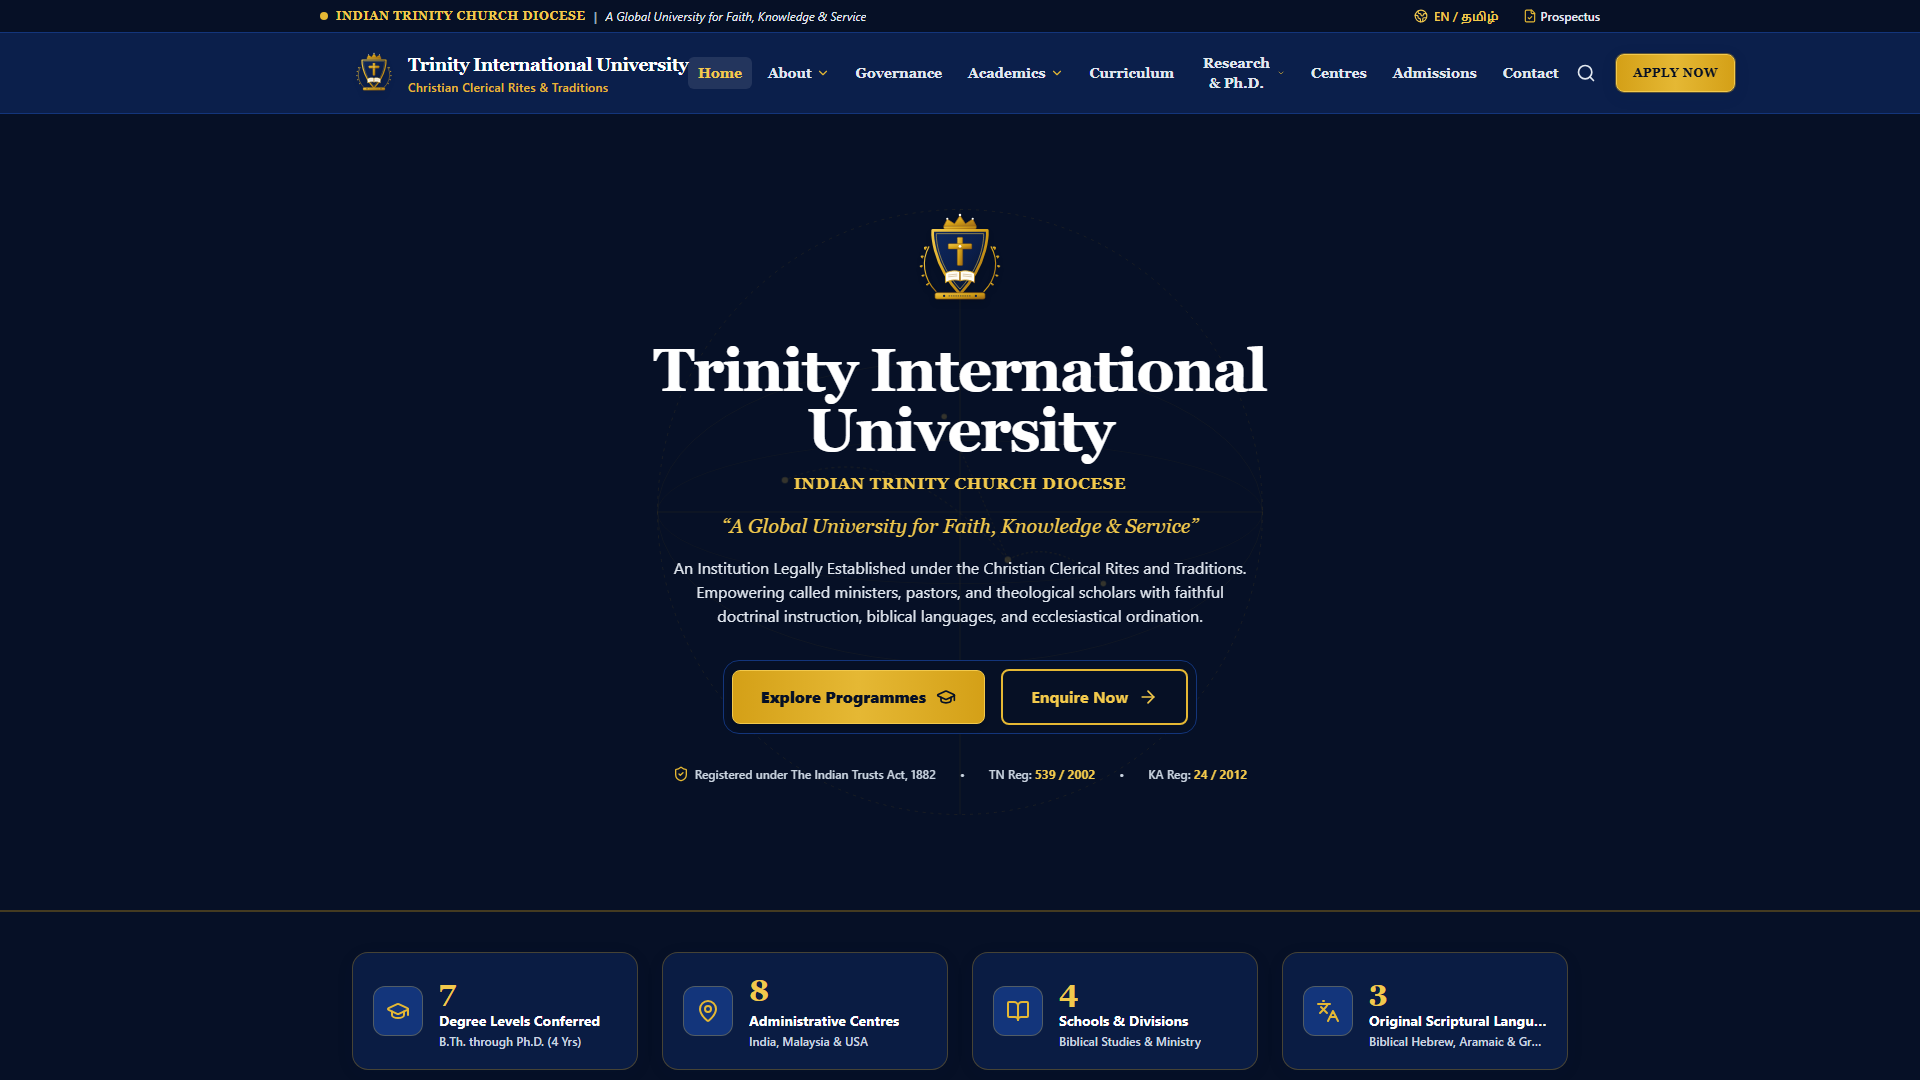 INDIAN TRINITY CHURCH DIOCESE | A Global University for Faith, Knowledge & Service
EN / தமிழ் Prospectus
Trinity International University
Christian Clerical Rites & Traditions
Home About Governance Academics Curriculum Research & Ph.D. Centres Admissions Contact APPLY NOW
Trinity International
University
INDIAN TRINITY CHURCH DIOCESE
“A Global University for Faith, Knowledge & Service”
An Institution Legally Established under the Christian Clerical Rites and Traditions.
Empowering called ministers, pastors, and theological scholars with faithful
doctrinal instruction, biblical languages, and ecclesiastical ordination.
Explore Programmes Enquire Now
Registered under The Indian Trusts Act, 1882 • TN Reg: 539 / 2002 • KA Reg: 24 / 2012
7
Degree Levels Conferred
B.Th. through Ph.D. (4 Yrs)
8
Administrative Centres
India, Malaysia & USA
4
Schools & Divisions
Biblical Studies & Ministry
3
Original Scriptural Langu...
Biblical Hebrew, Aramaic & Gr...